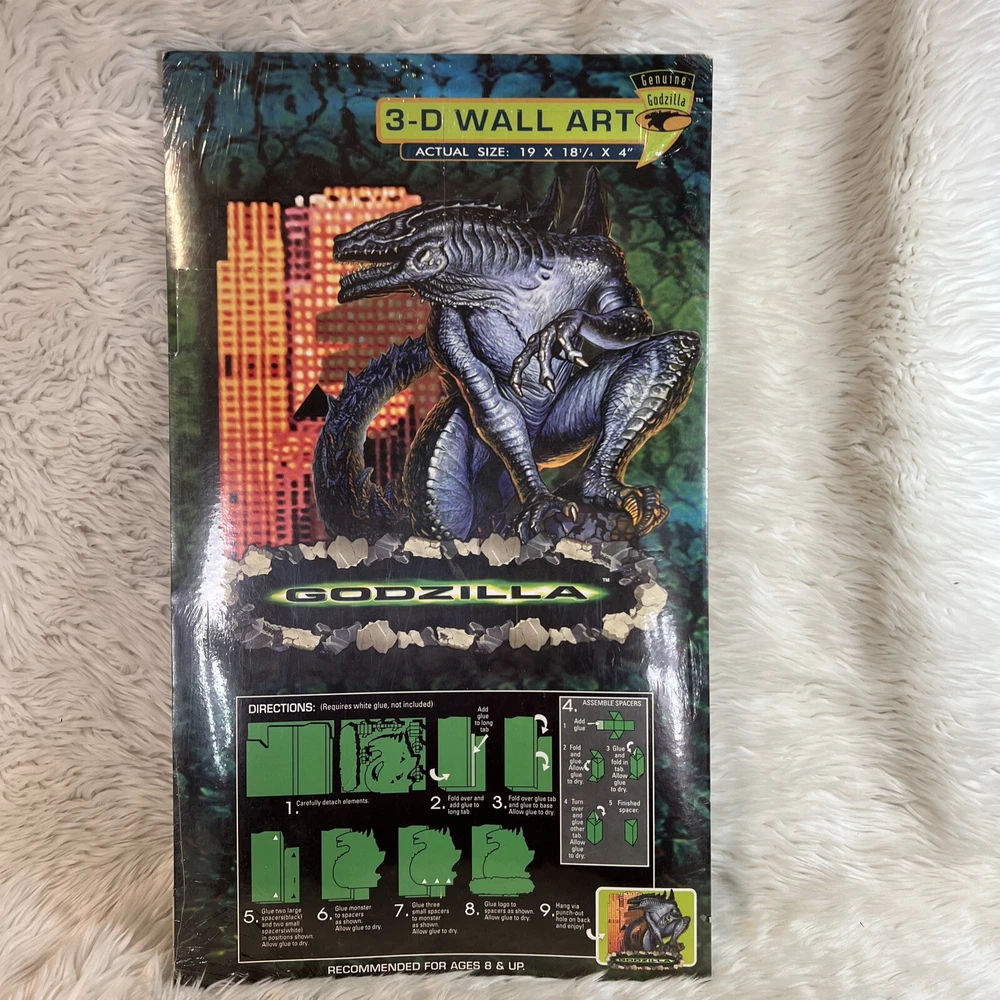 Genuine
Godzilla
TM
3-D WALL ART
ACTUAL SIZE: 19 X 18¼ X 4"
GODZILLA
TM
DIRECTIONS: (Requires white glue, not included)
1. Carefully detach elements.
Add
glue
to long
tab
2. Fold over and
add glue to
long tab.
3. Fold over glue tab
and glue to base
Allow glue to dry.
4. ASSEMBLE SPACERS
1 Add
glue
2 Fold
and
glue.
Allow
glue
to dry.
3 Glue
and
fold in
tab.
Allow
glue to
dry.
4 Turn
over
and
glue
other
tab.
Allow
glue
to dry.
5 Finished
spacer.
5. Glue two large
spacers(black)
and two small
spacers(white)
in positions shown.
Allow glue to dry.
6. Glue monster
to spacers
as shown.
Allow glue to dry.
7. Glue three
small spacers
to monster
as shown.
Allow glue to dry.
8. Glue logo to
spacers as shown.
Allow glue to dry.
9. Hang via
punch-out
hole on back
and enjoy!
GODZILLA
RECOMMENDED FOR AGES 8 & UP.